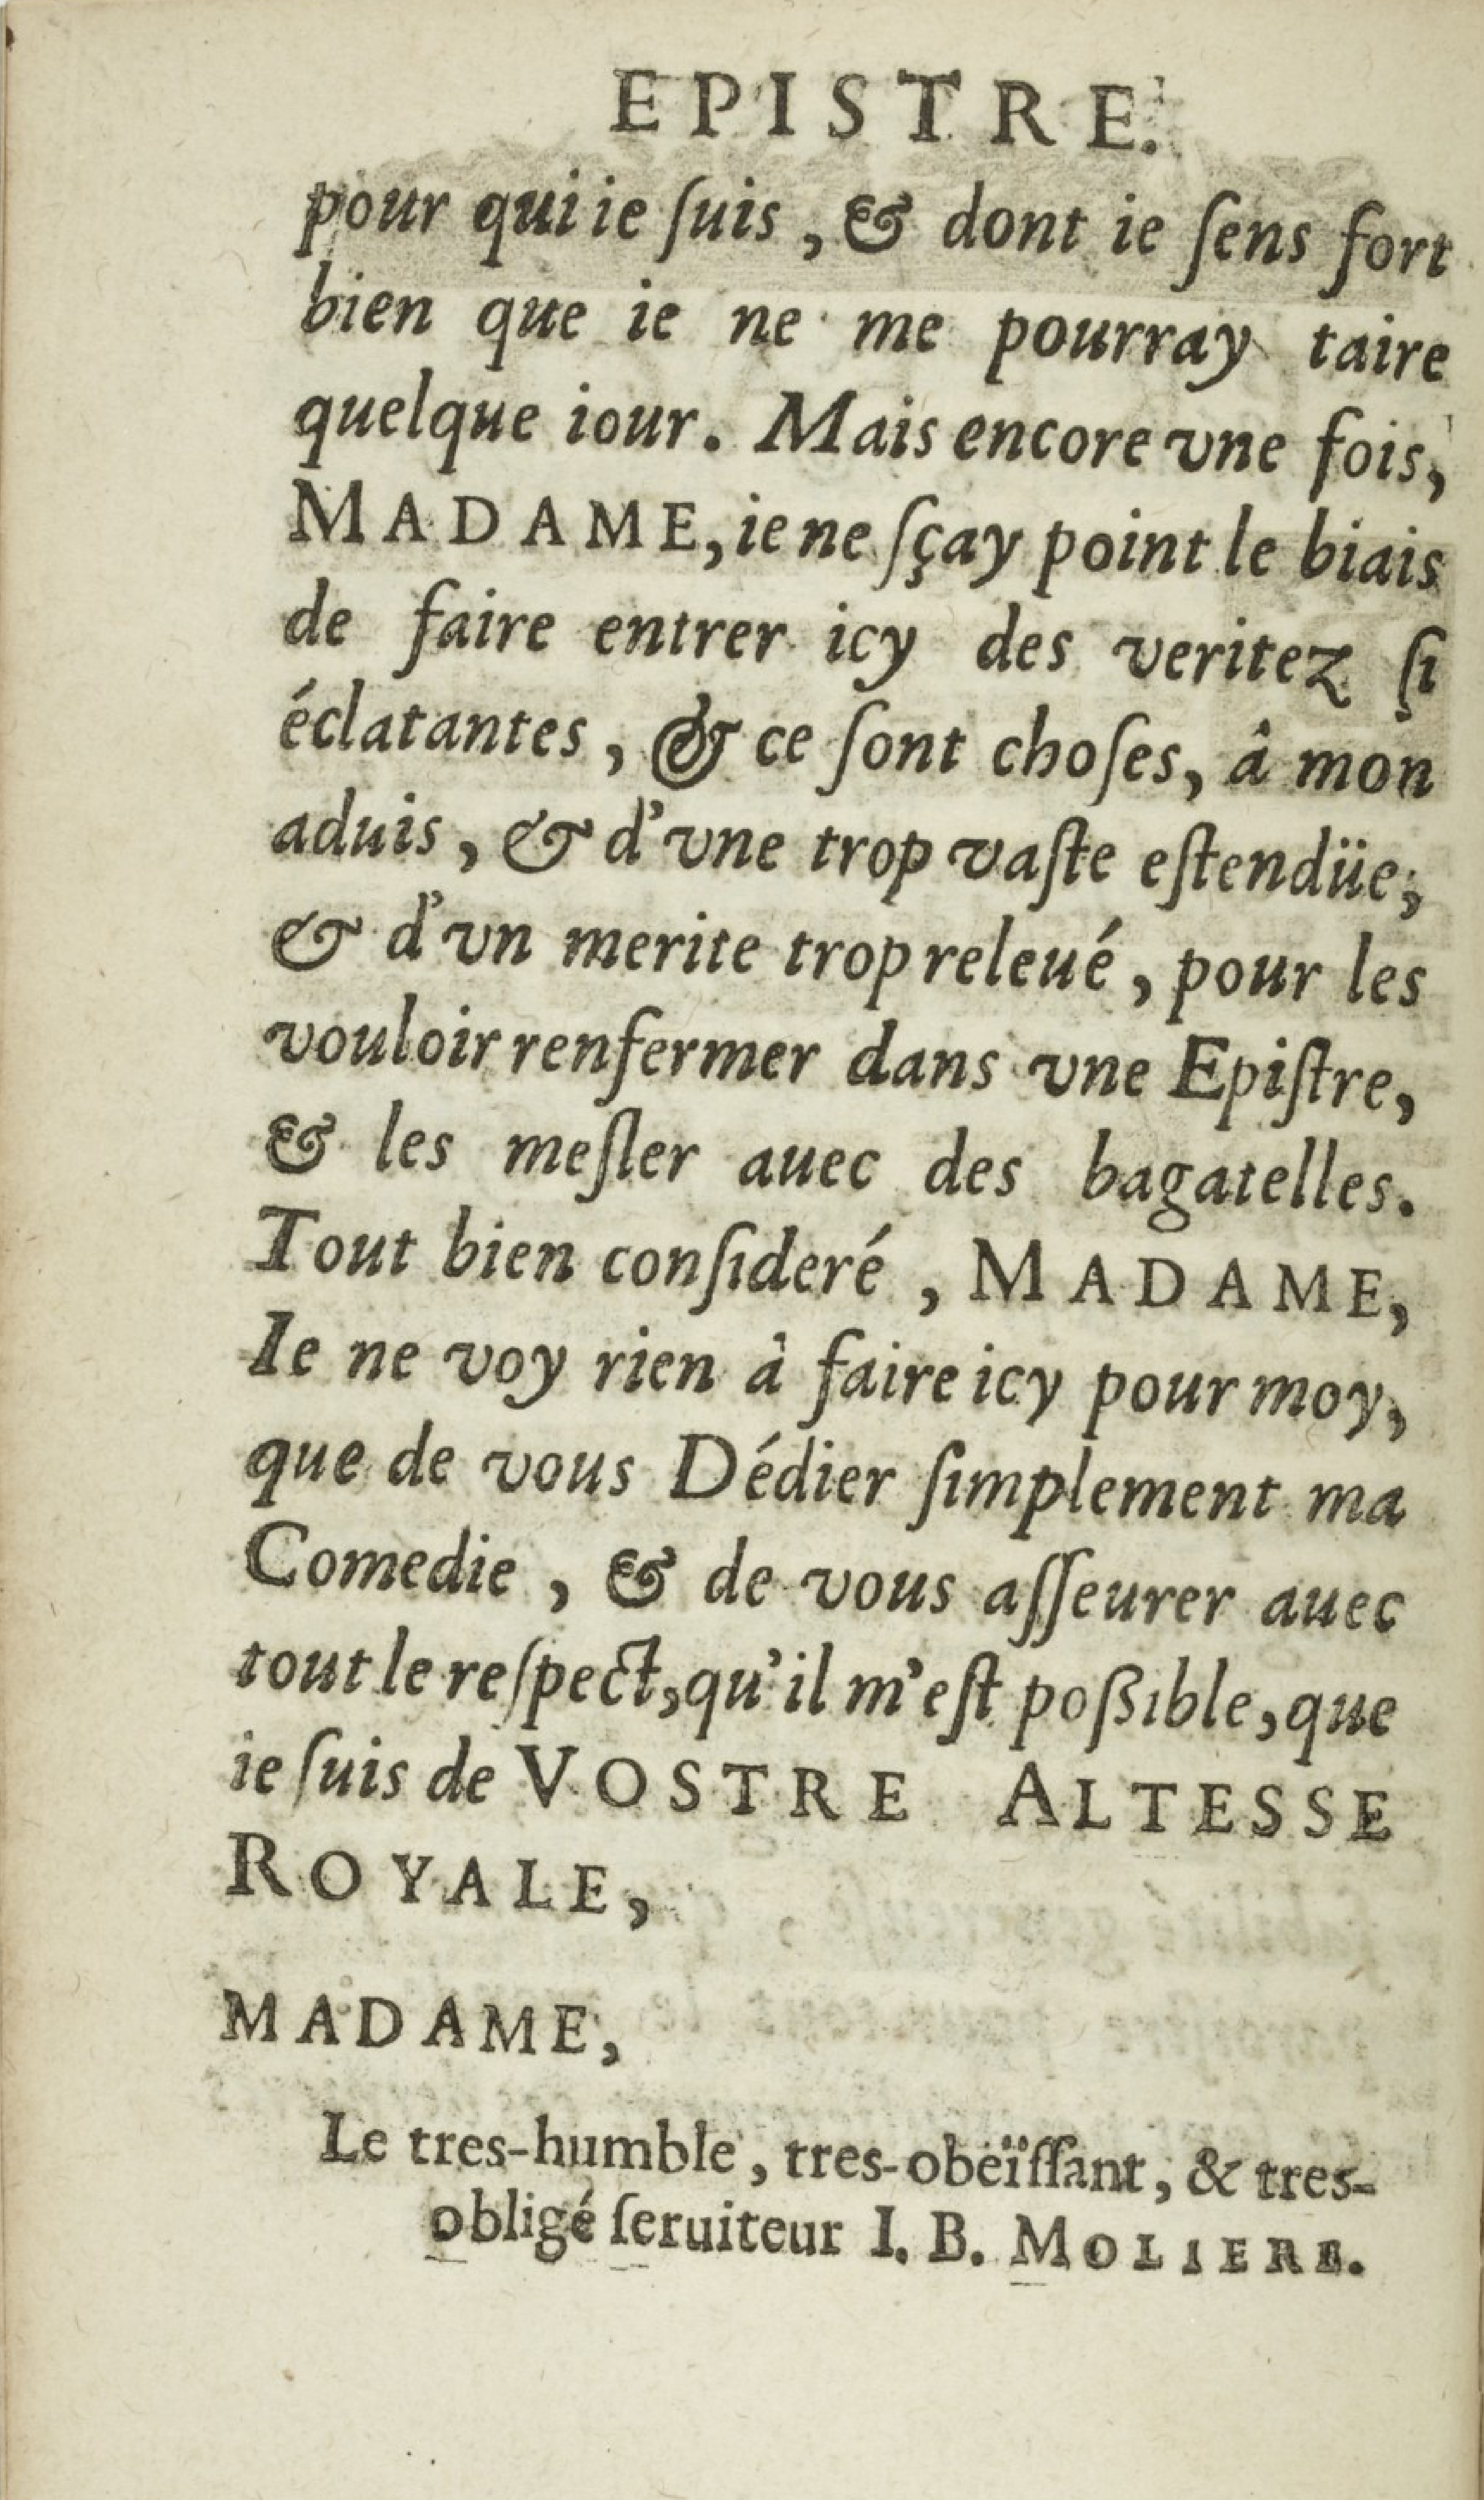 EPISTRE.
pour qui ie ſuis, & dont ie ſens fort
bien que ie ne me pourray taire
quelque iour. Mais encore vne fois,
MADAME, ie ne ſçay point le biais
de faire entrer icy des veritez ſi
éclatantes, & ce ſont choſes, â mon
aduis, & d'vne trop vaſte eſtendüe,
& d'vn merite trop releué, pour les
vouloir renfermer dans vne Epiſtre,
& les meſler auec des bagatelles.
Tout bien conſideré, MADAME,
Ie ne voy rien à faire icy pour moy,
que de vous Dédier ſimplement ma
Comedie, & de vous aſſeurer auec
tout le reſpect, qu'il m'eſt poßible, que
ie ſuis de VOSTRE ALTESSE
ROYALE,
MADAME,
Le tres-humble, tres-obeïſſant, & tres-
obligé ſeruiteur I. B. MOLIERE.